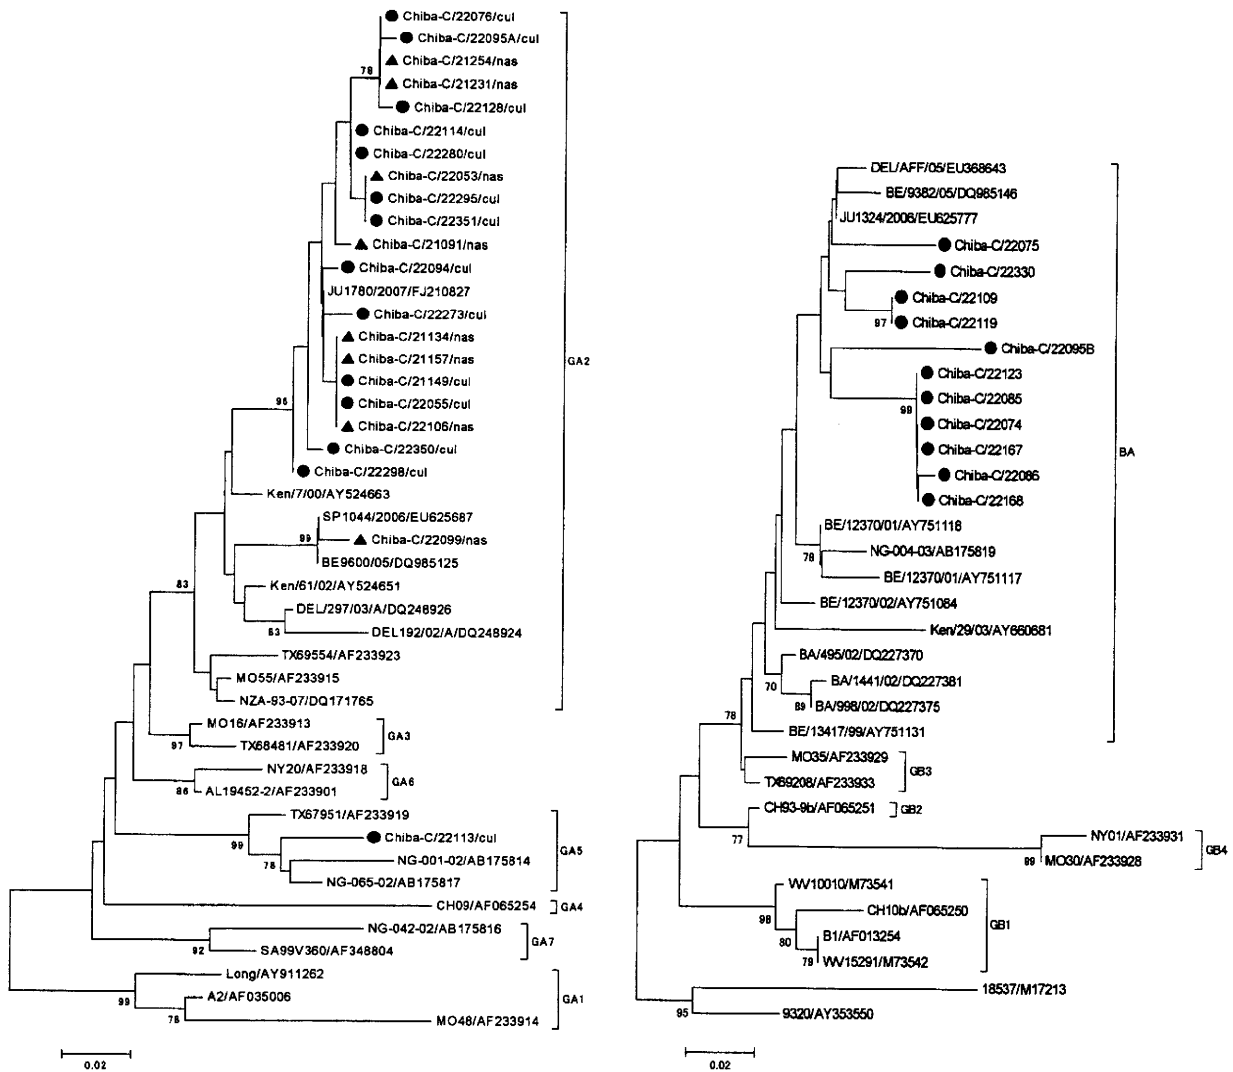 Chiba-C/22076/cul
Chiba-C/22095A/cul
Chiba-C/21254/nas
78
Chiba-C/21231/nas
Chiba-C/22128/cul
Chiba-C/22114/cul
Chiba-C/22280/cul
Chiba-C/22053/nas
Chiba-C/22295/cul
Chiba-C/22351/cul
Chiba-C/21091/nas
Chiba-C/22094/cul
JU1780/2007/FJ210827
Chiba-C/22273/cul
Chiba-C/21134/nas
Chiba-C/21157/nas
GA2
Chiba-C/21149/cul
Chiba-C/22055/cul
95
Chiba-C/22106/nas
Chiba-C/22350/cul
Chiba-C/22298/cul
Ken/7/00/AY524663
SP1044/2006/EU625687
99
Chiba-C/22099/nas
BE9600/05/DQ985125
83
Ken/61/02/AY524651
DEL/297/03/A/DQ248926
83
DEL192/02/A/DQ248924
TX69554/AF233923
MO55/AF233915
NZA-93-07/DQ171765
MO16/AF233913
GA3
97
TX68481/AF233920
NY20/AF233918
GA6
86
AL19452-2/AF233901
TX67951/AF233919
Chiba-C/22113/cul
99
GA5
78
NG-001-02/AB175814
NG-065-02/AB175817
CH09/AF065254
GA4
NG-042-02/AB175816
GA7
92
SA99V360/AF348804
Long/AY911262
99
A2/AF035006
GA1
78
MO48/AF233914
0.02
DEL/AFF/05/EU368643
BE/9382/05/DQ985146
JU1324/2006/EU625777
Chiba-C/22075
Chiba-C/22330
Chiba-C/22109
97
Chiba-C/22119
Chiba-C/22095B
Chiba-C/22123
Chiba-C/22085
98
Chiba-C/22074
Chiba-C/22167
BA
Chiba-C/22086
Chiba-C/22168
BE/12370/01/AY751118
NG-004-03/AB175819
78
BE/12370/01/AY751117
BE/12370/02/AY751084
Ken/29/03/AY660681
BA/495/02/DQ227370
70
BA/1441/02/DQ227381
89
BA/998/02/DQ227375
78
BE/13417/99/AY751131
MO35/AF233929
GB3
TX69208/AF233933
CH93-9b/AF065251
GB2
77
NY01/AF233931
GB4
89
MO30/AF233928
WV10010/M73541
CH10b/AF065250
98
GB1
80
B1/AF013254
79
WV15291/M73542
18537/M17213
95
9320/AY353550
0.02